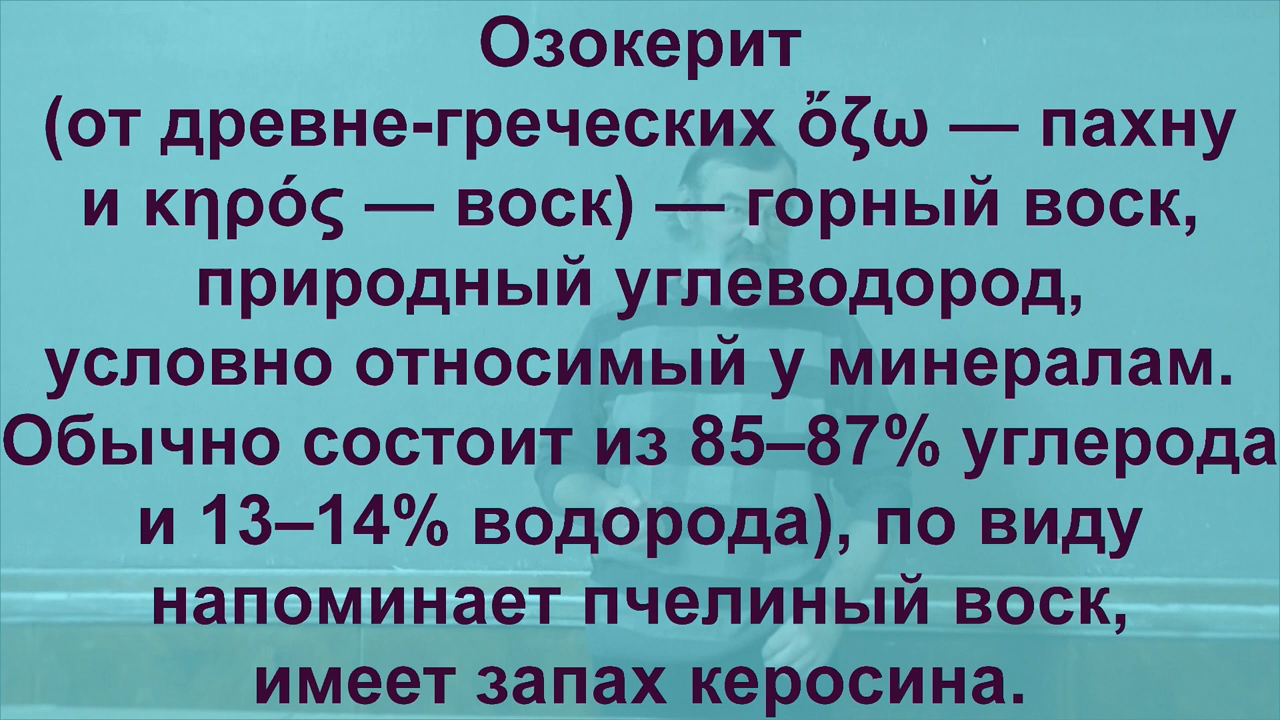 Озокерит
(от древне-греческих ὄζω — пахну
и κηρός — воск) — горный воск,
природный углеводород,
условно относимый у минералам.
Обычно состоит из 85–87% углерода
и 13–14% водорода), по виду
напоминает пчелиный воск,
имеет запах керосина.